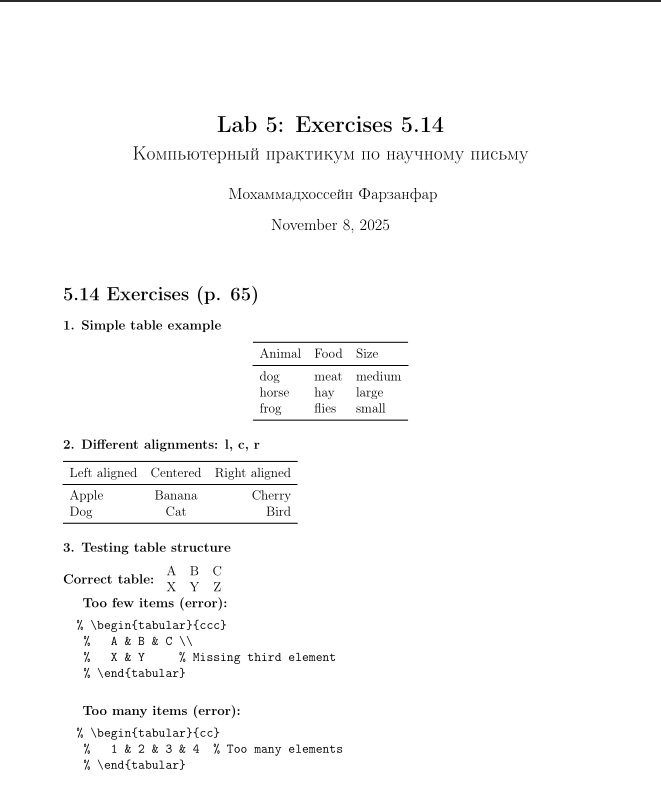 Lab 5: Exercises 5.14
Компьютерный практикум по научному письму
Мохаммадхоссейн Фарзанфар
November 8, 2025
5.14 Exercises (p. 65)
1. Simple table example
Animal Food Size
dog meat medium
horse hay large
frog flies small
2. Different alignments: l, c, r
Left aligned Centered Right aligned
Apple Banana Cherry
Dog Cat Bird
3. Testing table structure
Correct table: A B C
X Y Z
Too few items (error):
% \begin{tabular}{ccc}
%   A & B & C \\
%   X & Y     % Missing third element
% \end{tabular}
Too many items (error):
% \begin{tabular}{cc}
%   1 & 2 & 3 & 4  % Too many elements
% \end{tabular}